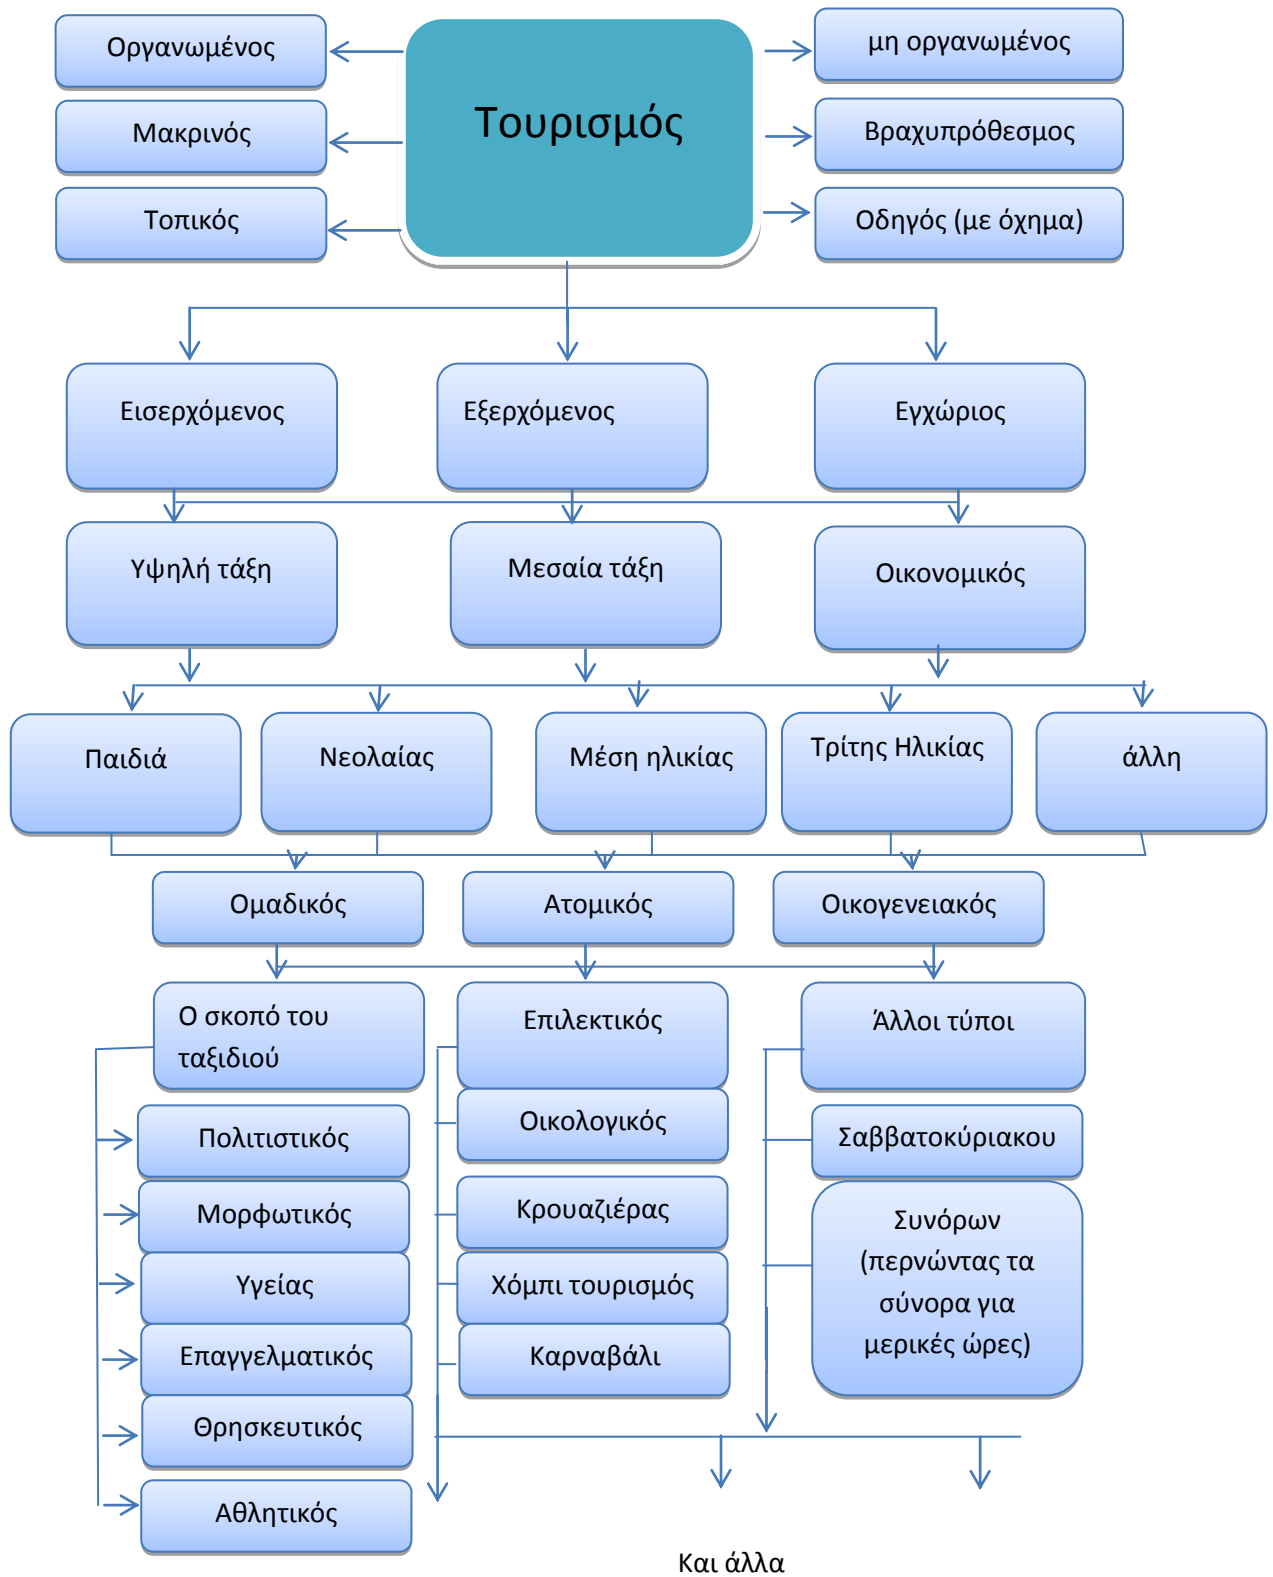 Οργανωμένος
Τουρισμός
μη οργανωμένος
Μακρινός
Βραχυπρόθεσμος
Τοπικός
Οδηγός (με όχημα)
Εισερχόμενος
Εξερχόμενος
Εγχώριος
Υψηλή τάξη
Μεσαία τάξη
Οικονομικός
Παιδιά
Νεολαίας
Μέση ηλικίας
Τρίτης Ηλικίας
άλλη
Ομαδικός
Ατομικός
Οικογενειακός
Ο σκοπό του
ταξιδιού
Πολιτιστικός
Μορφωτικός
Υγείας
Επαγγελματικός
Θρησκευτικός
Αθλητικός
Επιλεκτικός
Οικολογικός
Κρουαζιέρας
Χόμπι τουρισμός
Καρναβάλι
Άλλοι τύποι
Σαββατοκύριακου
Συνόρων
(περνώντας τα
σύνορα για
μερικές ώρες)
Και άλλα